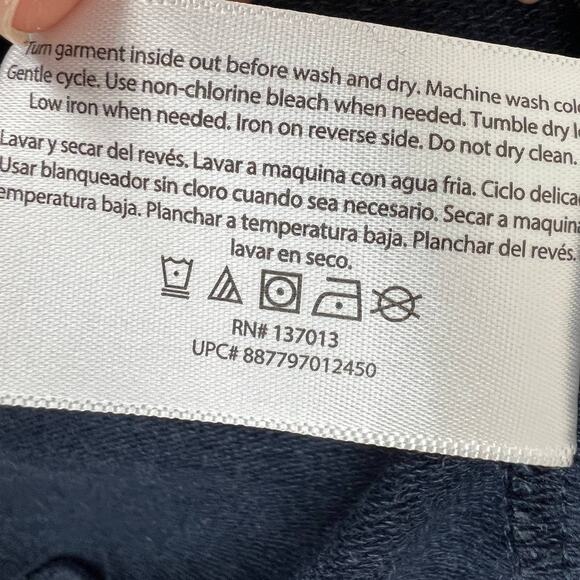 Turn garment inside out before wash and dry. Machine wash col
Gentle cycle. Use non-chlorine bleach when needed. Tumble dry l
Low iron when needed. Iron on reverse side. Do not dry clean.
Lavar y secar del revés. Lavar a maquina con agua fria. Ciclo delica
Usar blanqueador sin cloro cuando sea necesario. Secar a maquina
emperatura baja. Planchar a temperatura baja. Planchar del revés.
lavar en seco.
RN# 137013
UPC# 887797012450